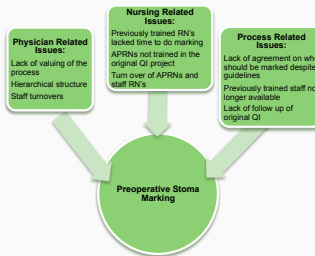 Physician Related
Issues:
Lack of valuing of the
process
Hierarchical structure
Staff turnovers
Nursing Related
Issues:
Previously trained RN's
lacked time to do marking
APRNs not trained in the
original QI project
Turn over of APRNs and
staff RN's
Process Related
Issues:
Lack of agreement on
should be marked despite
guidelines
Previously trained staff
longer available
Lack of follow up of
original QI
Preoperative Stoma
Marking